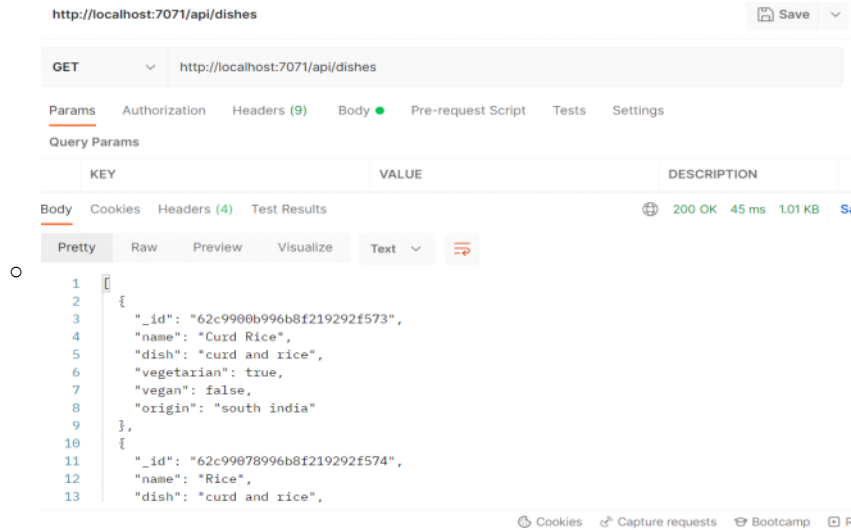 http://localhost:7071/api/dishes Save
GET http://localhost:7071/api/dishes
Params Authorization Headers (9) Body Pre-request Script Tests Settings
Query Params
KEY VALUE DESCRIPTION
Body Cookies Headers (4) Test Results 200 OK 45 ms 1.01 KB Sa
Pretty Raw Preview Visualize Text
1 [
2 {
3 "_id": "62c9900b996b8f219292f573",
4 "name": "Curd Rice",
5 "dish": "curd and rice",
6 "vegetarian": true,
7 "vegan": false,
8 "origin": "south india"
9 },
10 {
11 "_id": "62c99078996b8f219292f574",
12 "name": "Rice",
13 "dish": "curd and rice",
Cookies Capture requests Bootcamp R